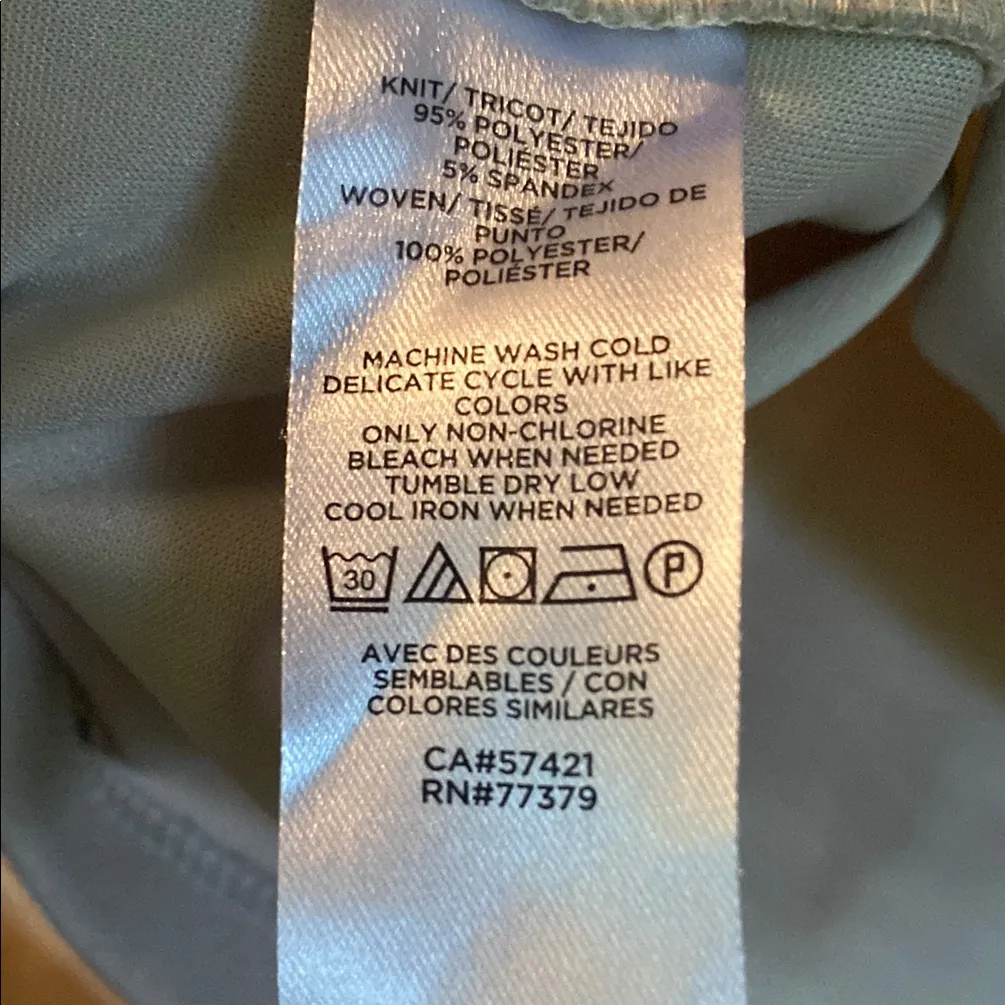 KNIT/ TRICOT/ TEJIDO
95% POLYESTER/
POLIÉSTER
5% SPANDEX
WOVEN/ TISSÉ/ TEJIDO DE
PUNTO
100% POLYESTER/
POLIÉSTER
MACHINE WASH COLD
DELICATE CYCLE WITH LIKE
COLORS
ONLY NON-CHLORINE
BLEACH WHEN NEEDED
TUMBLE DRY LOW
COOL IRON WHEN NEEDED
30 P
AVEC DES COULEURS
SEMBLABLES / CON
COLORES SIMILARES
CA#57421
RN#77379